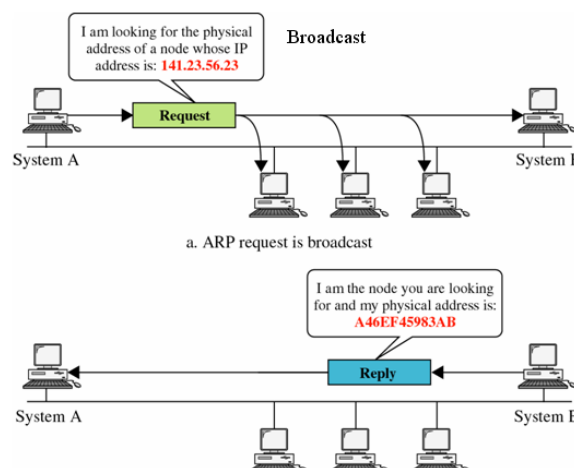 I am looking for the physical
address of a node whose IP
address is: 141.23.56.23
Broadcast
Request
System A
System
a. ARP request is broadcast
I am the node you are looking
for and my physical address is:
A46EF45983AB
Reply
System A
System